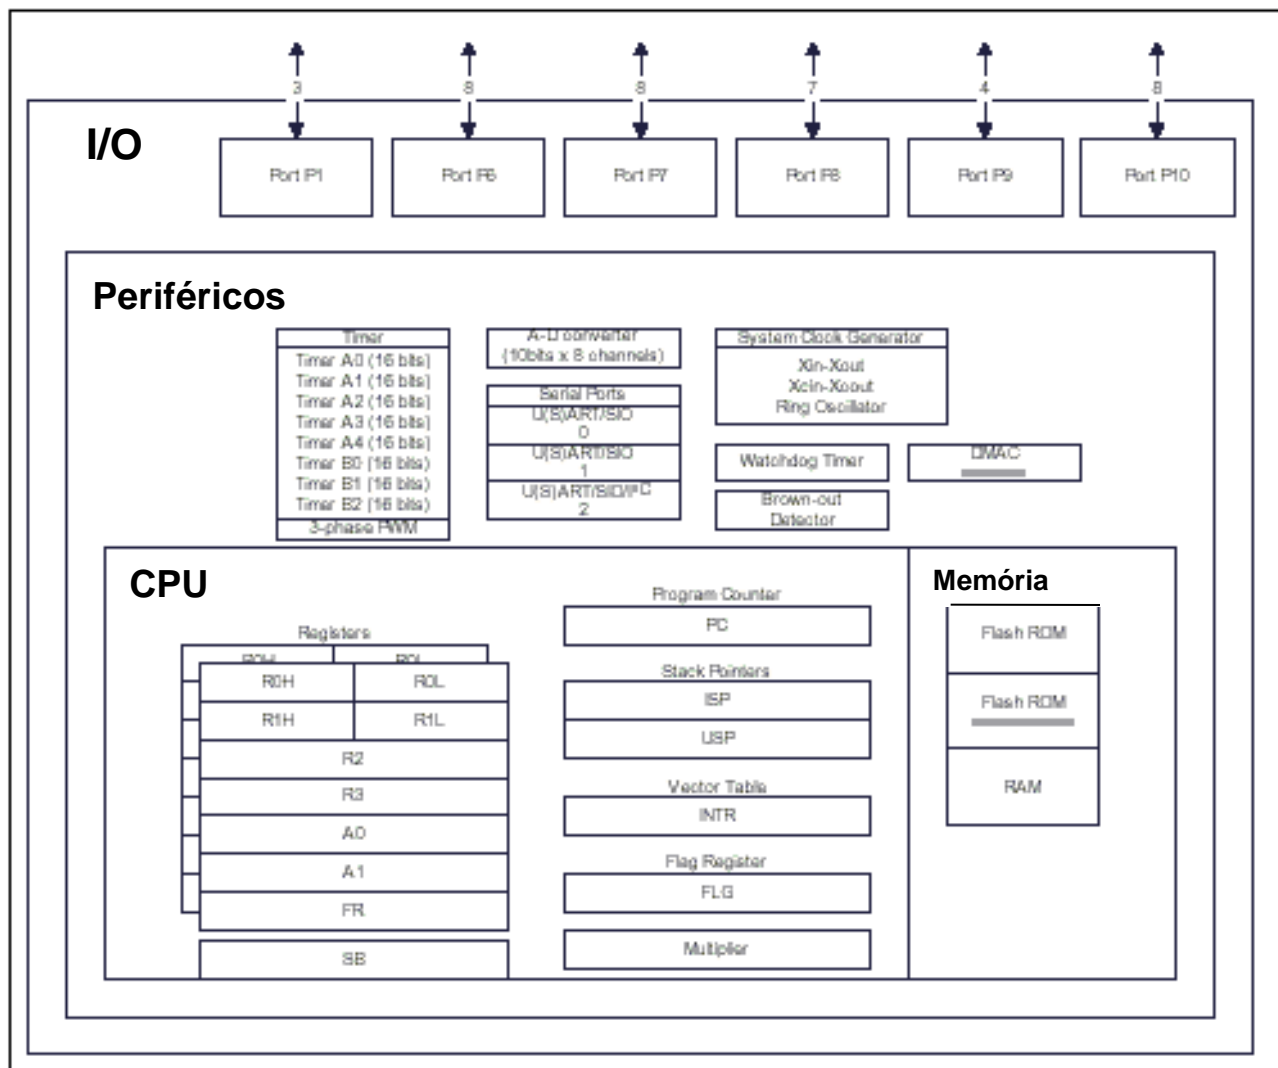 3 8 8 7 4 8
I/O
Port P1 Port P6 Port P7 Port P8 Port P9 Port P10
Periféricos
Timer
Timer A0 (16 bits)
Timer A1 (16 bits)
Timer A2 (16 bits)
Timer A3 (16 bits)
Timer A4 (16 bits)
Timer B0 (16 bits)
Timer B1 (16 bits)
Timer B2 (16 bits)
3-phase PWM
A-D converter
(10bits x 8 channels)
Serial Ports
U(S)ART/SIO
0
U(S)ART/SIO
1
U(S)ART/SIO/I²C
2
System Clock Generator
Xin-Xout
Xcin-Xcout
Ring Oscillator
Watchdog Timer
DMAC
Brown-out
Detector
CPU
Registers
R0H R0L
R0H R0L
R1H R1L
R2
R3
A0
A1
FR
SB
Program Counter
PC
Stack Pointers
ISP
USP
Vector Table
INTR
Flag Register
FLG
Multiplier
Memória
Flash ROM
Flash ROM
RAM